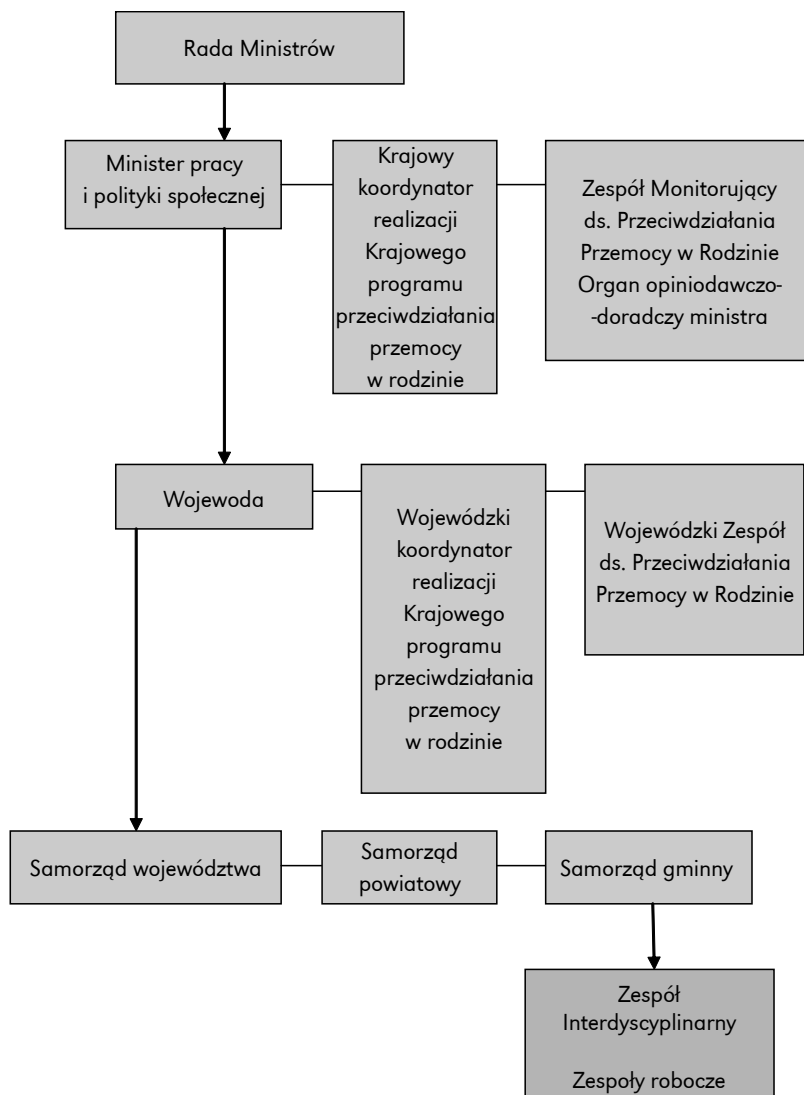 Rada Ministrów
Minister pracy
i polityki społecznej
Krajowy
koordynator
realizacji
Krajowego
programu
przeciwdziałania
przemocy
w rodzinie
Zespół Monitorujący
ds. Przeciwdziałania
Przemocy w Rodzinie
Organ opiniodawczo-
-doradczy ministra
Wojewoda
Wojewódzki
koordynator
realizacji
Krajowego
programu
przeciwdziałania
przemocy
w rodzinie
Wojewódzki Zespół
ds. Przeciwdziałania
Przemocy w Rodzinie
Samorząd województwa
Samorząd
powiatowy
Samorząd gminny
Zespół
Interdyscyplinarny
Zespoły robocze